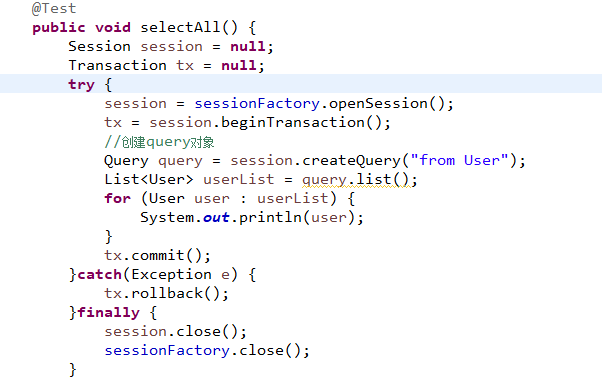 @Test
public void selectAll() {
Session session = null;
Transaction tx = null;
try {
session = sessionFactory.openSession();
tx = session.beginTransaction();
//创建query对象
Query query = session.createQuery("from User");
List<User> userList = query.list();
for (User user : userList) {
System.out.println(user);
}
tx.commit();
}catch(Exception e) {
tx.rollback();
}finally {
session.close();
sessionFactory.close();
}